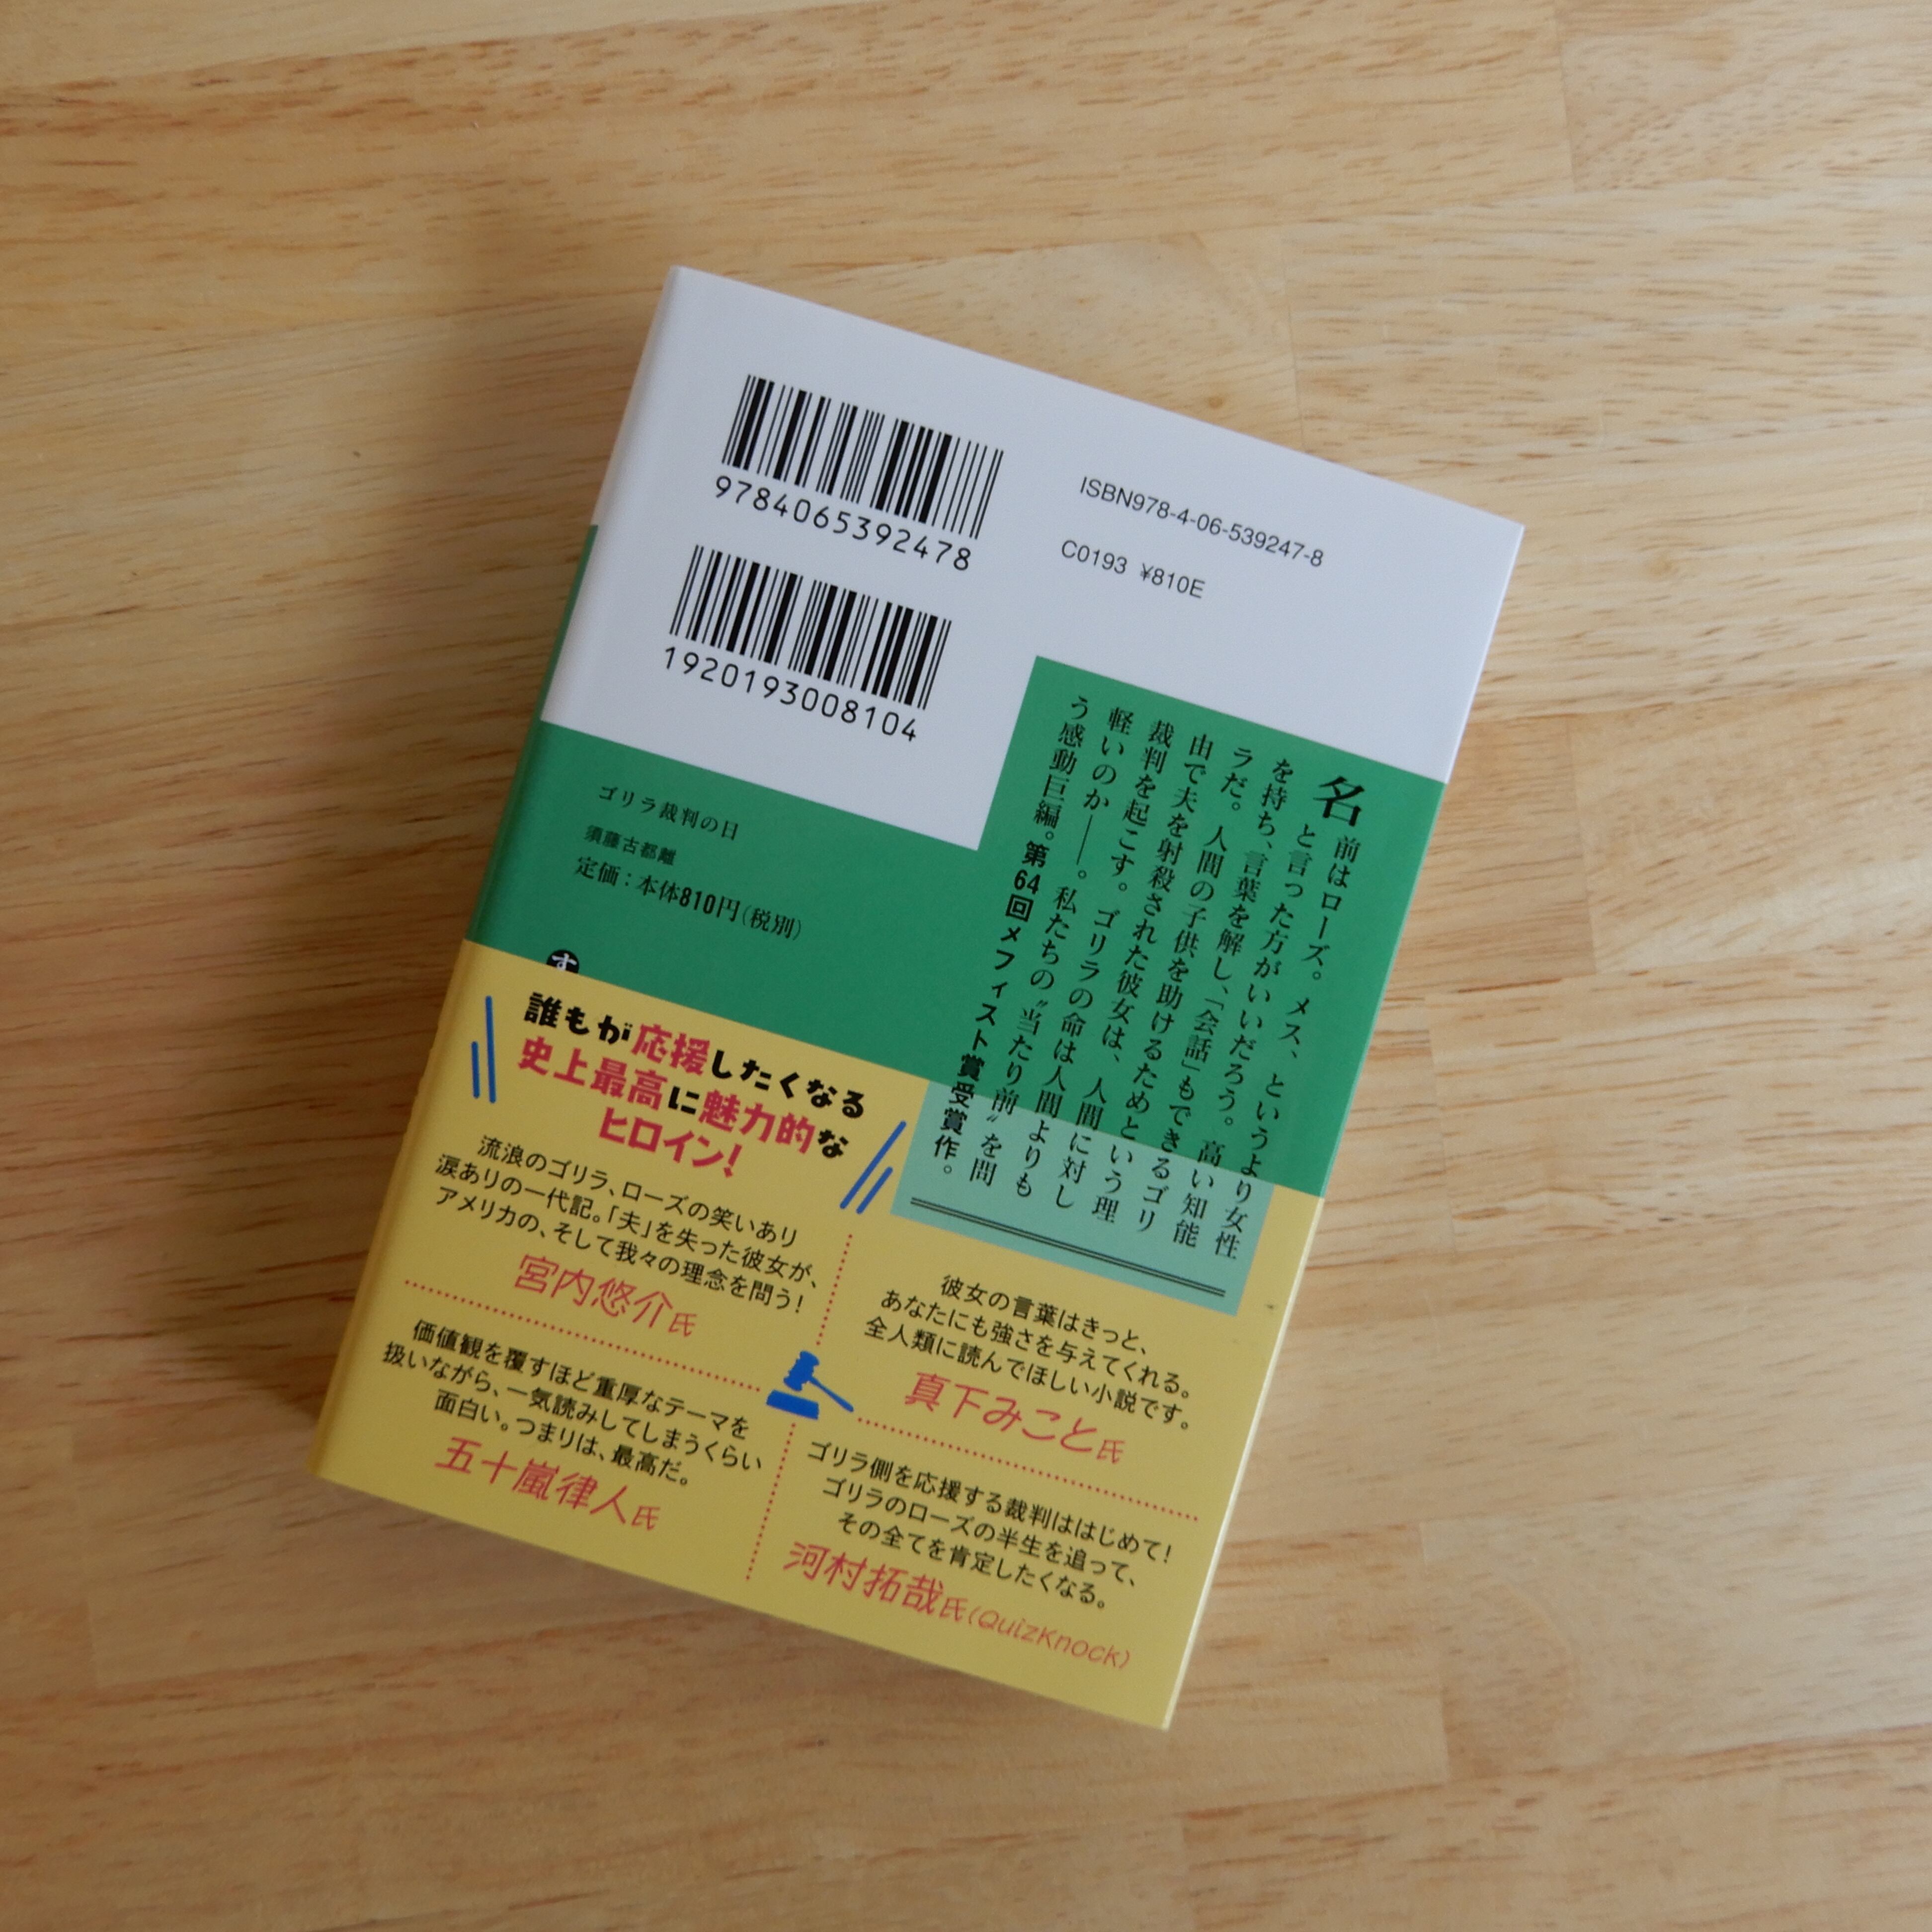 9784065392478
1920193008104
ISBN978-4-06-539247-8
C0193 ¥810E
ゴリラ裁判の日
須藤古都離
定価:本体810円(税別)
す
名前はローズ。メス、というより女性
と言った方がいいだろう。高い知能
を持ち、言葉を解し、「会話」もできるゴリ
ラだ。人間の子供を助けるためという理
由で夫を射殺された彼女は、人間に対し
裁判を起こす。ゴリラの命は人間よりも
軽いのか――。私たちの〝当たり前〟を問
う感動巨編。第64回メフィスト賞受賞作。
誰もが応援したくなる
史上最高に魅力的な
ヒロイン!
流浪のゴリラ、ローズの笑いあり
涙ありの一代記。「夫」を失った彼女が、
アメリカの、そして我々の理念を問う!
宮内悠介氏
彼女の言葉はきっと、
あなたにも強さを与えてくれる。
全人類に読んでほしい小説です。
真下みこと氏
価値観を覆すほど重厚なテーマを
扱いながら、一気読みしてしまうくらい
面白い。つまりは、最高だ。
五十嵐律人氏
ゴリラ側を応援する裁判ははじめて!
ゴリラのローズの半生を追って、
その全てを肯定したくなる。
河村拓哉氏(QuizKnock)